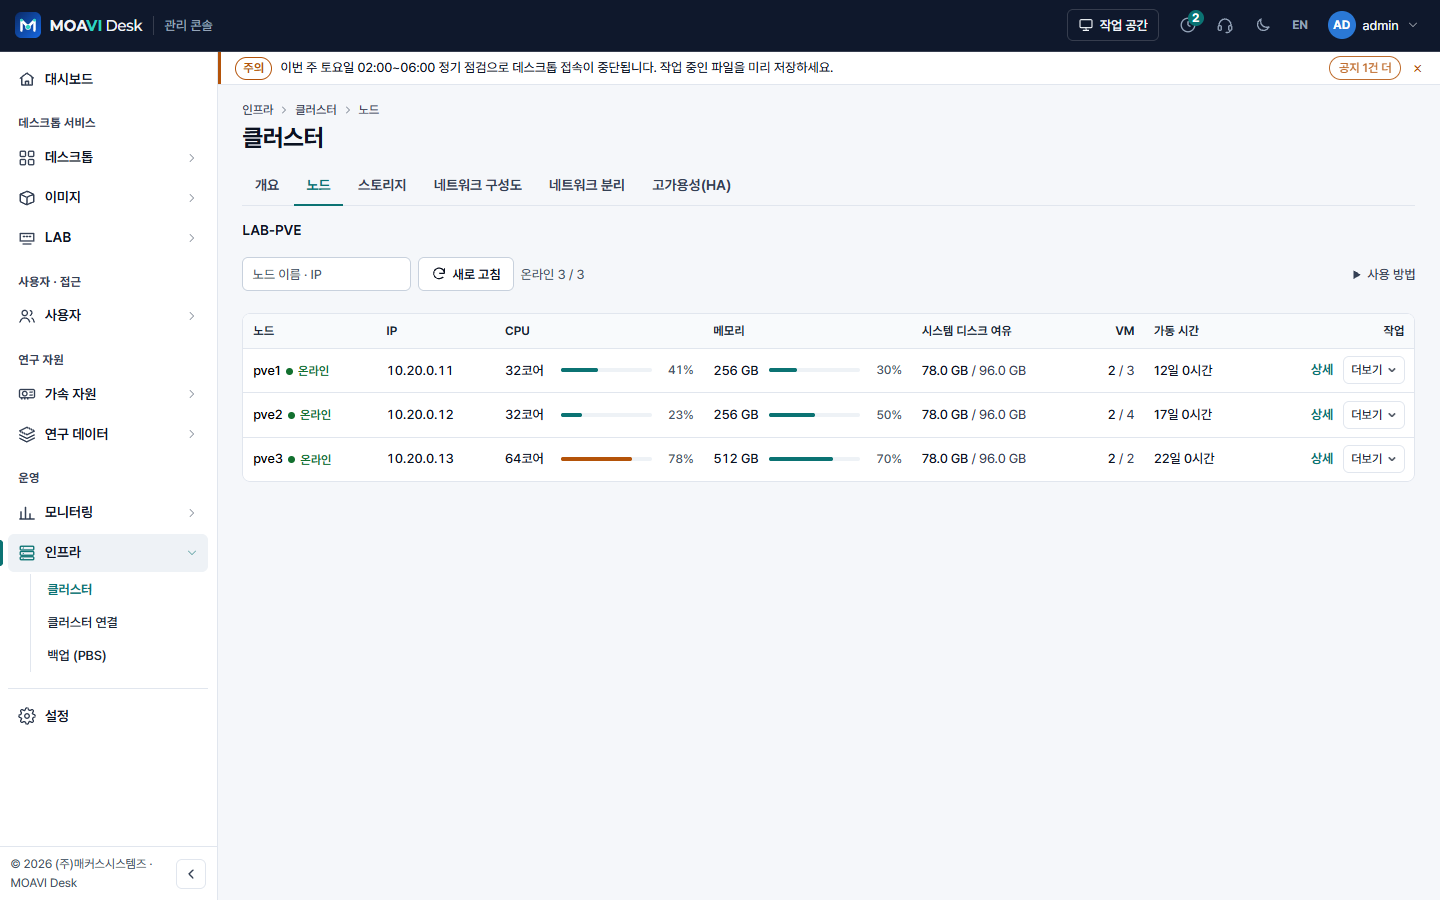 MOAVI Desk 관리 콘솔
작업 공간
2
EN
AD admin
주의 이번 주 토요일 02:00~06:00 정기 점검으로 데스크톱 접속이 중단됩니다. 작업 중인 파일을 미리 저장하세요.
공지 1건 더 ×
대시보드
데스크톱 서비스
데스크톱
이미지
LAB
사용자 · 접근
사용자
연구 자원
가속 자원
연구 데이터
운영
모니터링
인프라
클러스터
클러스터 연결
백업 (PBS)
설정
© 2026 (주)매커스시스템즈 ·
MOAVI Desk
인프라 > 클러스터 > 노드
클러스터
개요 노드 스토리지 네트워크 구성도 네트워크 분리 고가용성(HA)
LAB-PVE
노드 이름 · IP 새로 고침 온라인 3 / 3 ▶ 사용 방법
노드 IP CPU 메모리 시스템 디스크 여유 VM 가동 시간 작업
pve1 ● 온라인 10.20.0.11 32코어 41% 256 GB 30% 78.0 GB / 96.0 GB 2 / 3 12일 0시간 상세 더보기
pve2 ● 온라인 10.20.0.12 32코어 23% 256 GB 50% 78.0 GB / 96.0 GB 2 / 4 17일 0시간 상세 더보기
pve3 ● 온라인 10.20.0.13 64코어 78% 512 GB 70% 78.0 GB / 96.0 GB 2 / 2 22일 0시간 상세 더보기